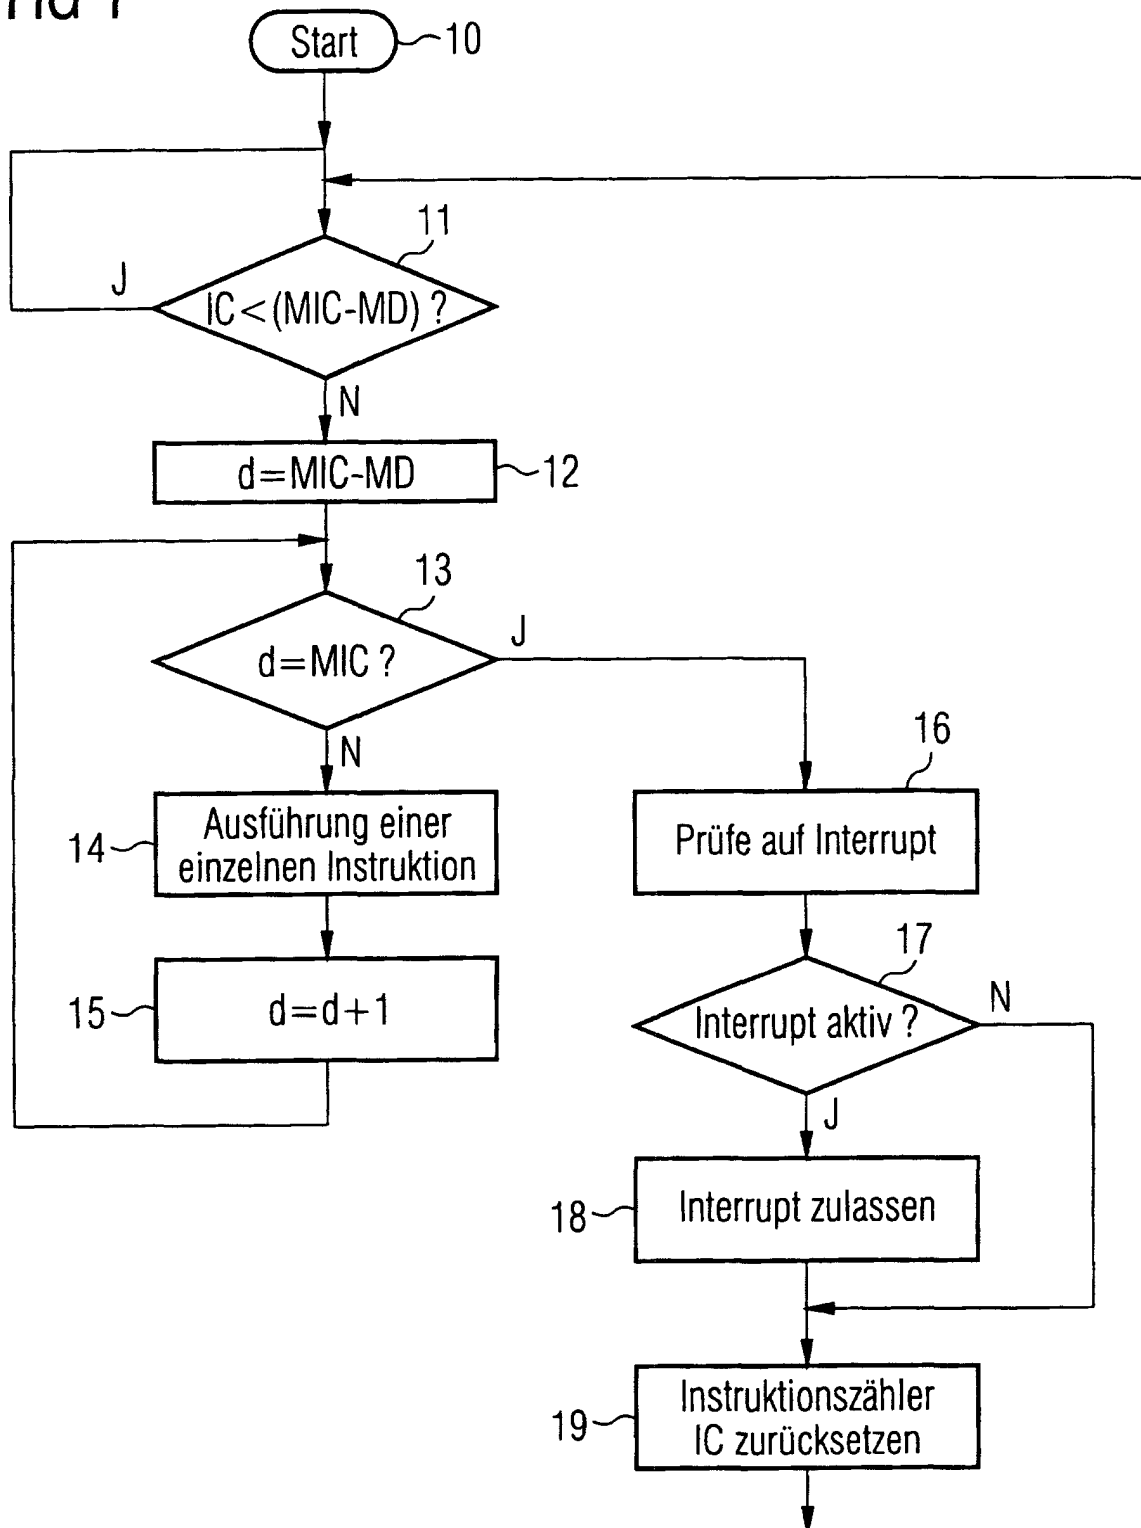 Start
10
11
J
IC<(MIC-MD) ?
N
d=MIC-MD
12
13
J
d=MIC ?
N
16
14
Ausführung einer
einzelnen Instruktion
Prüfe auf Interrupt
17
N
15
d=d+1
Interrupt aktiv ?
J
18
Interrupt zulassen
19
Instruktionszähler
IC zurücksetzen